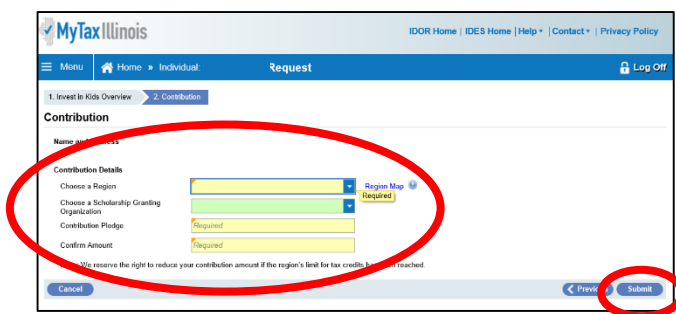 MyTax Illinois
IDOR Home | IDES Home | Help | Contact | Privacy Policy
Menu Home » Individual: Request Log Off
1. Invest in Kids Overview 2. Contribution
Contribution
Name and
Contribution Details
Choose a Region Region Map
Required
Choose a Scholarship Granting
Organization
Contribution Pledge Required
Confirm Amount Required
We reserve the right to reduce your contribution amount if the region's limit for tax credits reached.
Cancel Submit